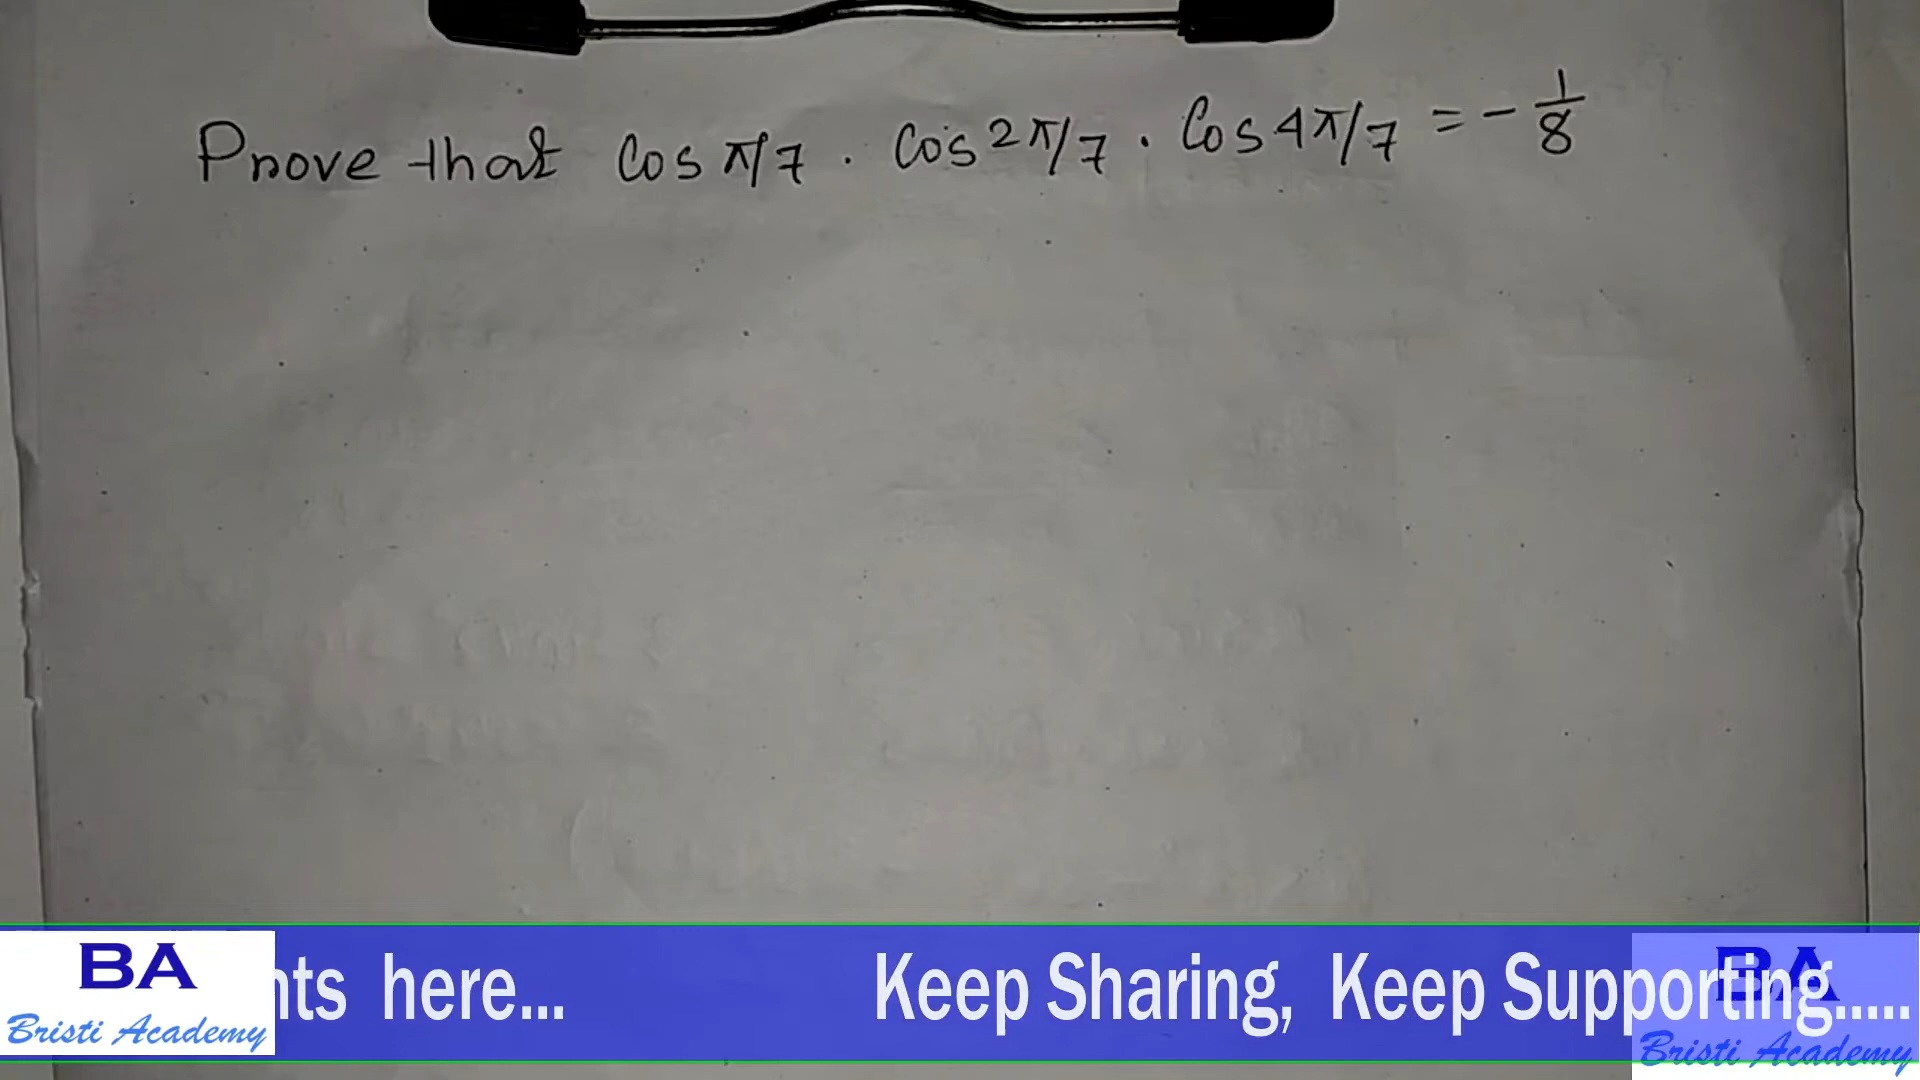 Prove that Cos π/7 . Cos 2π/7 . Cos 4π/7 = - 1/8
nts here... Keep Sharing, Keep Supporting.....
BA
Bristi Academy
BA
Bristi Academy